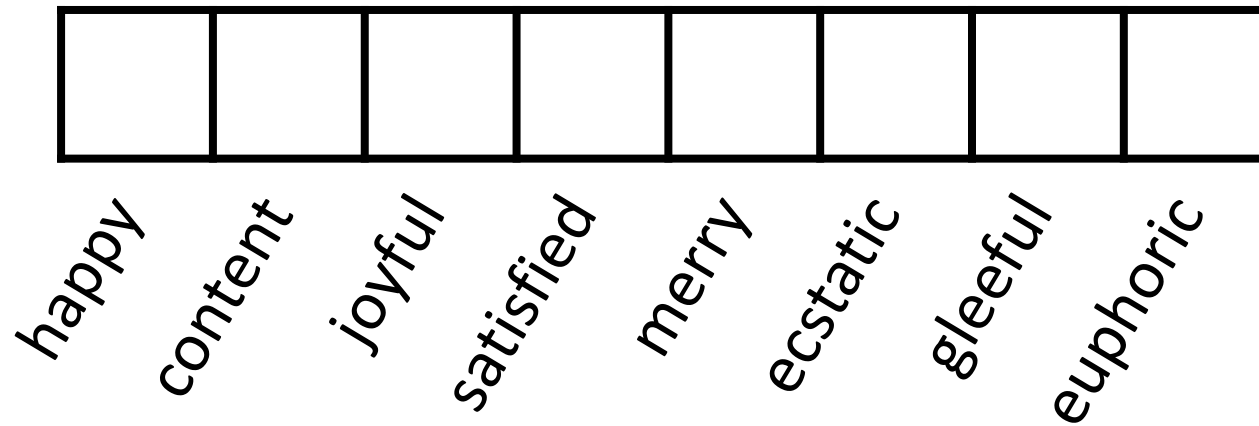 happy
content
joyful
satisfied
merry
ecstatic
gleeful
euphoric